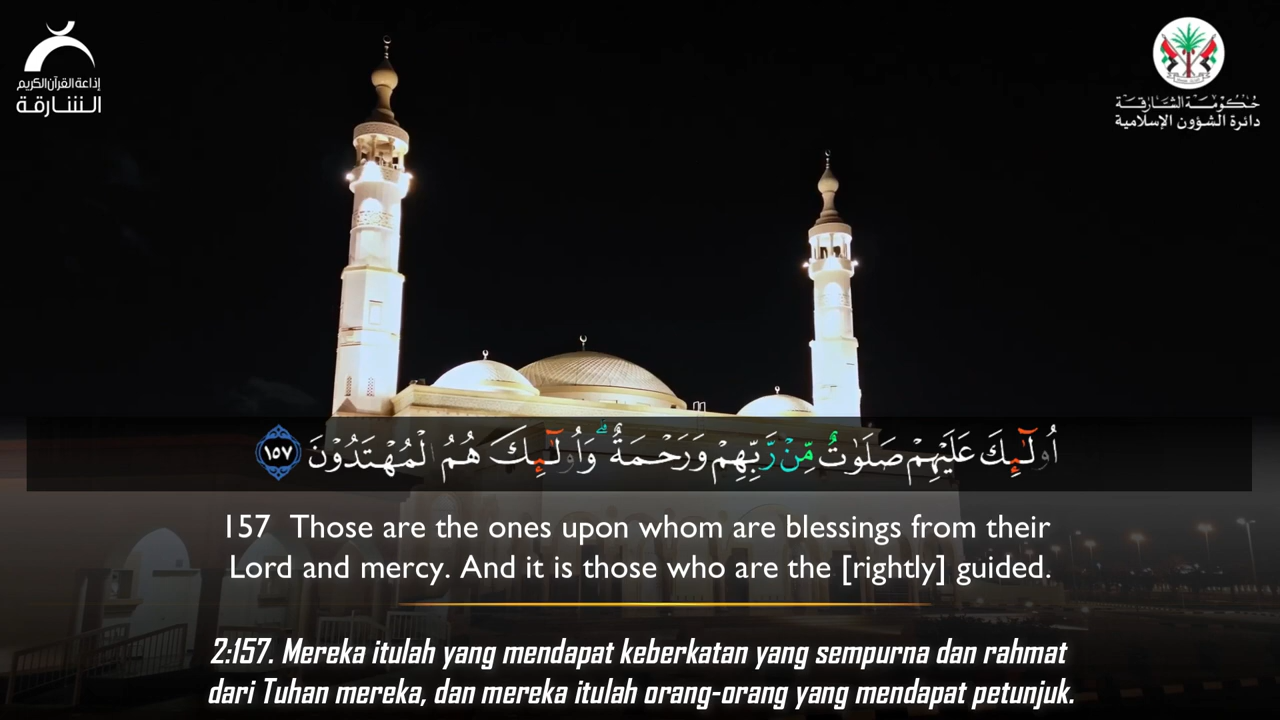 إذاعة القرآن الكريم
الشارقة
حكومة الشارقة
دائرة الشؤون الإسلامية
أُو۟لَـٰٓئِكَ عَلَيْهِمْ صَلَوَٰتٌ مِّن رَّبِّهِمْ وَرَحْمَةٌ ۖ وَأُو۟لَـٰٓئِكَ هُمُ ٱلْمُهْتَدُونَ ١٥٧
157 Those are the ones upon whom are blessings from their
Lord and mercy. And it is those who are the [rightly] guided.
2:157. Mereka itulah yang mendapat keberkatan yang sempurna dan rahmat
dari Tuhan mereka, dan mereka itulah orang-orang yang mendapat petunjuk.